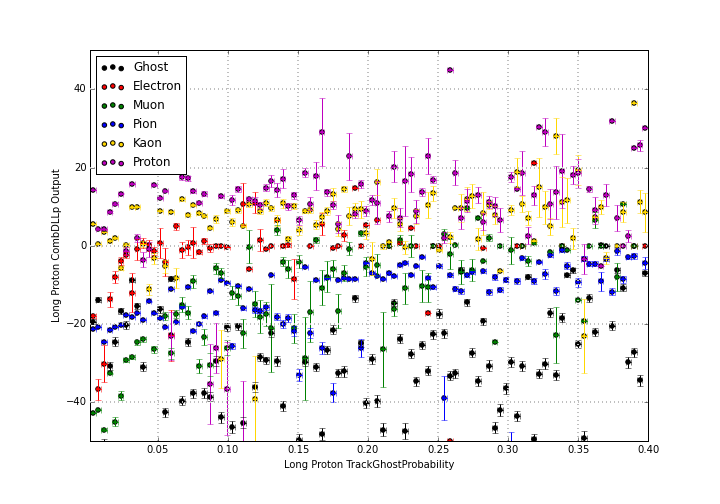 Ghost
Electron
Muon
Pion
Kaon
Proton
40
20
0
−20
−40
0.05
0.10
0.15
0.20
0.25
0.30
0.35
0.40
Long Proton CombDLLp Output
Long Proton TrackGhostProbability